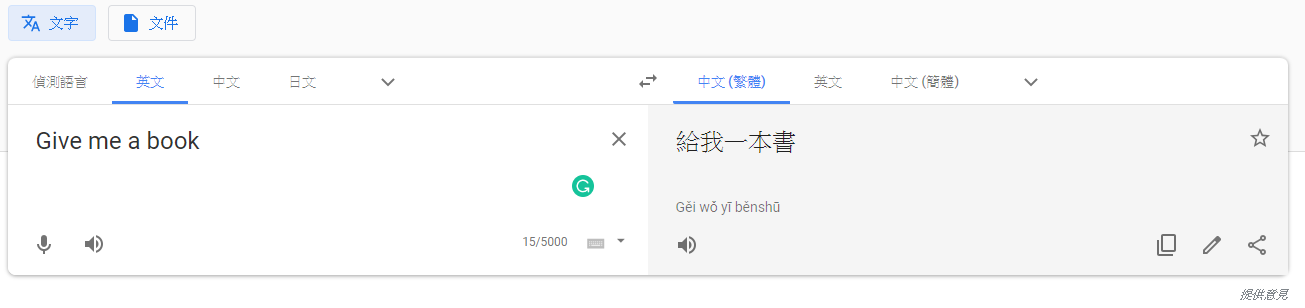 文字 文件
偵測語言 英文 中文 日文 中文 (繁體) 英文 中文 (簡體)
Give me a book
給我一本書
Gěi wǒ yī běnshū
15/5000
提供意見